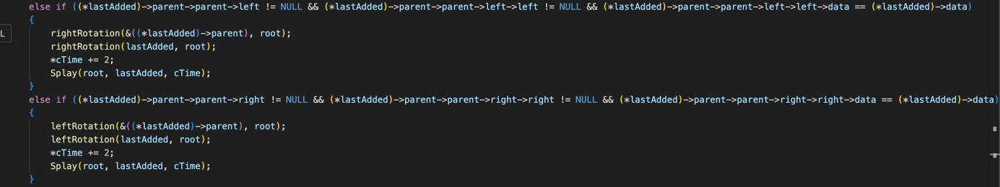 else if ((*lastAdded)->parent->parent->left != NULL && (*lastAdded)->parent->parent->left->left != NULL && (*lastAdded)->parent->parent->left->left->data == (*lastAdded)->data)
{
L
rightRotation(&((*lastAdded)->parent), root);
rightRotation(lastAdded, root);
*cTime += 2;
Splay(root, lastAdded, cTime);
}
else if ((*lastAdded)->parent->parent->right != NULL && (*lastAdded)->parent->parent->right->right != NULL && (*lastAdded)->parent->parent->right->right->data == (*lastAdded)->data)
{
leftRotation(&((*lastAdded)->parent), root);
leftRotation(lastAdded, root);
*cTime += 2;
Splay(root, lastAdded, cTime);
}